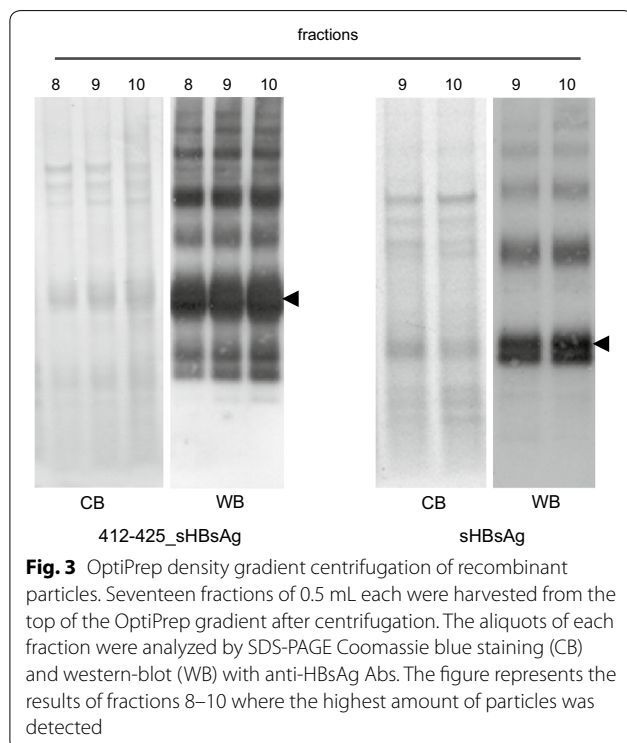 fractions
8 9 10 8 9 10 9 10 9 10
CB WB CB WB
412-425_sHBsAg sHBsAg
Fig. 3 OptiPrep density gradient centrifugation of recombinant
particles. Seventeen fractions of 0.5 mL each were harvested from the
top of the OptiPrep gradient after centrifugation. The aliquots of each
fraction were analyzed by SDS-PAGE Coomassie blue staining (CB)
and western-blot (WB) with anti-HBsAg Abs. The figure represents the
results of fractions 8–10 where the highest amount of particles was
detected